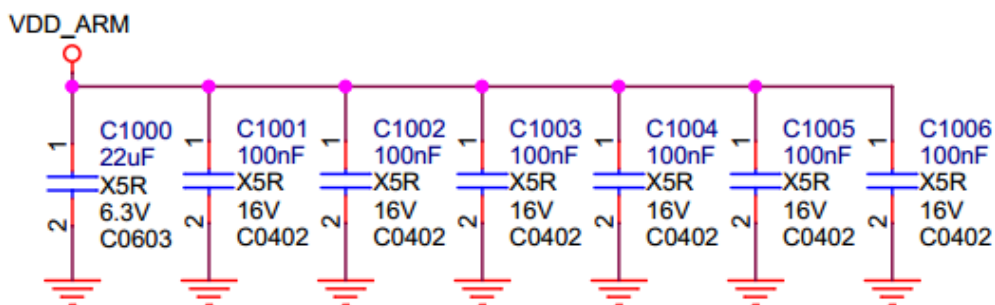 VDD_ARM
1
C1000
22uF
X5R
6.3V
C0603
2
1
C1001
100nF
X5R
16V
C0402
2
1
C1002
100nF
X5R
16V
C0402
2
1
C1003
100nF
X5R
16V
C0402
2
1
C1004
100nF
X5R
16V
C0402
2
1
C1005
100nF
X5R
16V
C0402
2
1
C1006
100nF
X5R
16V
C0402
2